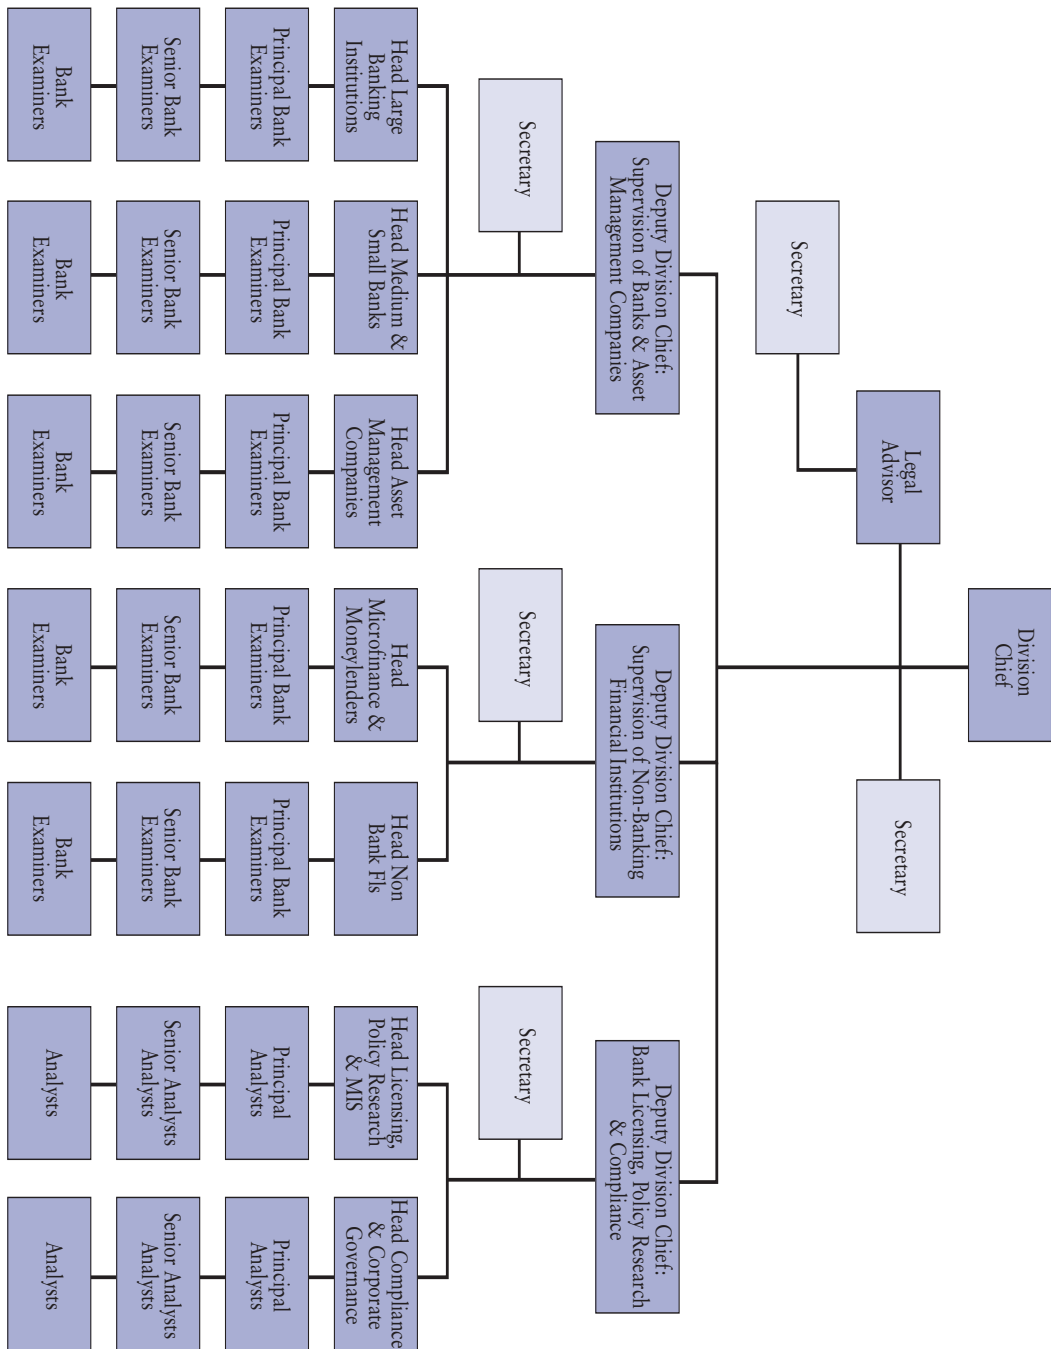 Division
Chief
Legal
Advisor
Secretary
Secretary
Deputy Division Chief:
Supervision of Banks & Asset
Management Companies
Deputy Division Chief:
Supervision of Non-Banking
Financial Institutions
Deputy Division Chief:
Bank Licensing, Policy Research
& Compliance
Secretary
Secretary
Secretary
Head Large
Banking
Institutions
Head Medium &
Small Banks
Head Asset
Management
Companies
Head
Microfinance &
Moneylenders
Head Non
Bank FIs
Head Licensing,
Policy Research
& MIS
Head Compliance
& Corporate
Governance
Principal Bank
Examiners
Principal Bank
Examiners
Principal Bank
Examiners
Principal Bank
Examiners
Principal Bank
Examiners
Principal
Analysts
Principal
Analysts
Senior Bank
Examiners
Senior Bank
Examiners
Senior Bank
Examiners
Senior Bank
Examiners
Senior Bank
Examiners
Senior Analysts
Analysts
Senior Analysts
Analysts
Bank
Examiners
Bank
Examiners
Bank
Examiners
Bank
Examiners
Bank
Examiners
Analysts
Analysts